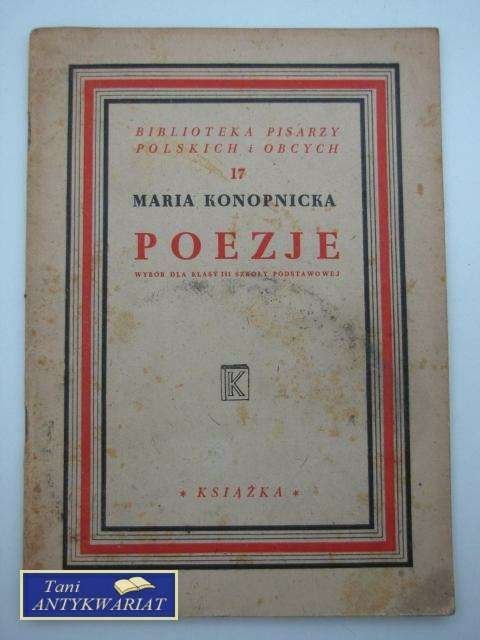 BIBLIOTEKA PISARZY
POLSKICH i OBCYCH
17
MARIA KONOPNICKA
POEZJE
WYBÓR DLA KLASY III SZKOŁY PODSTAWOWEJ
K
* KSIĄŻKA *
Tani
ANTYKWARIAT